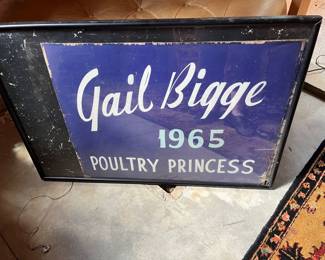 Gail Bigge
1965
POULTRY PRINCESS